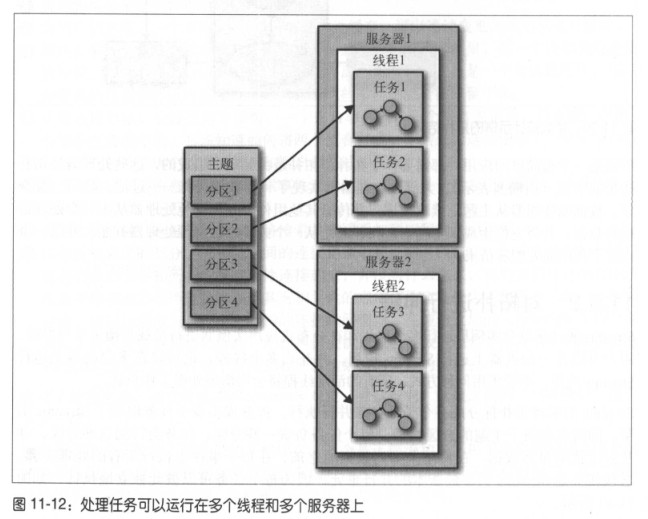 服务器1
线程1
任务1
任务2
主题
分区1
分区2
分区3
分区4
服务器2
线程2
任务3
任务4
图 11-12：处理任务可以运行在多个线程和多个服务器上